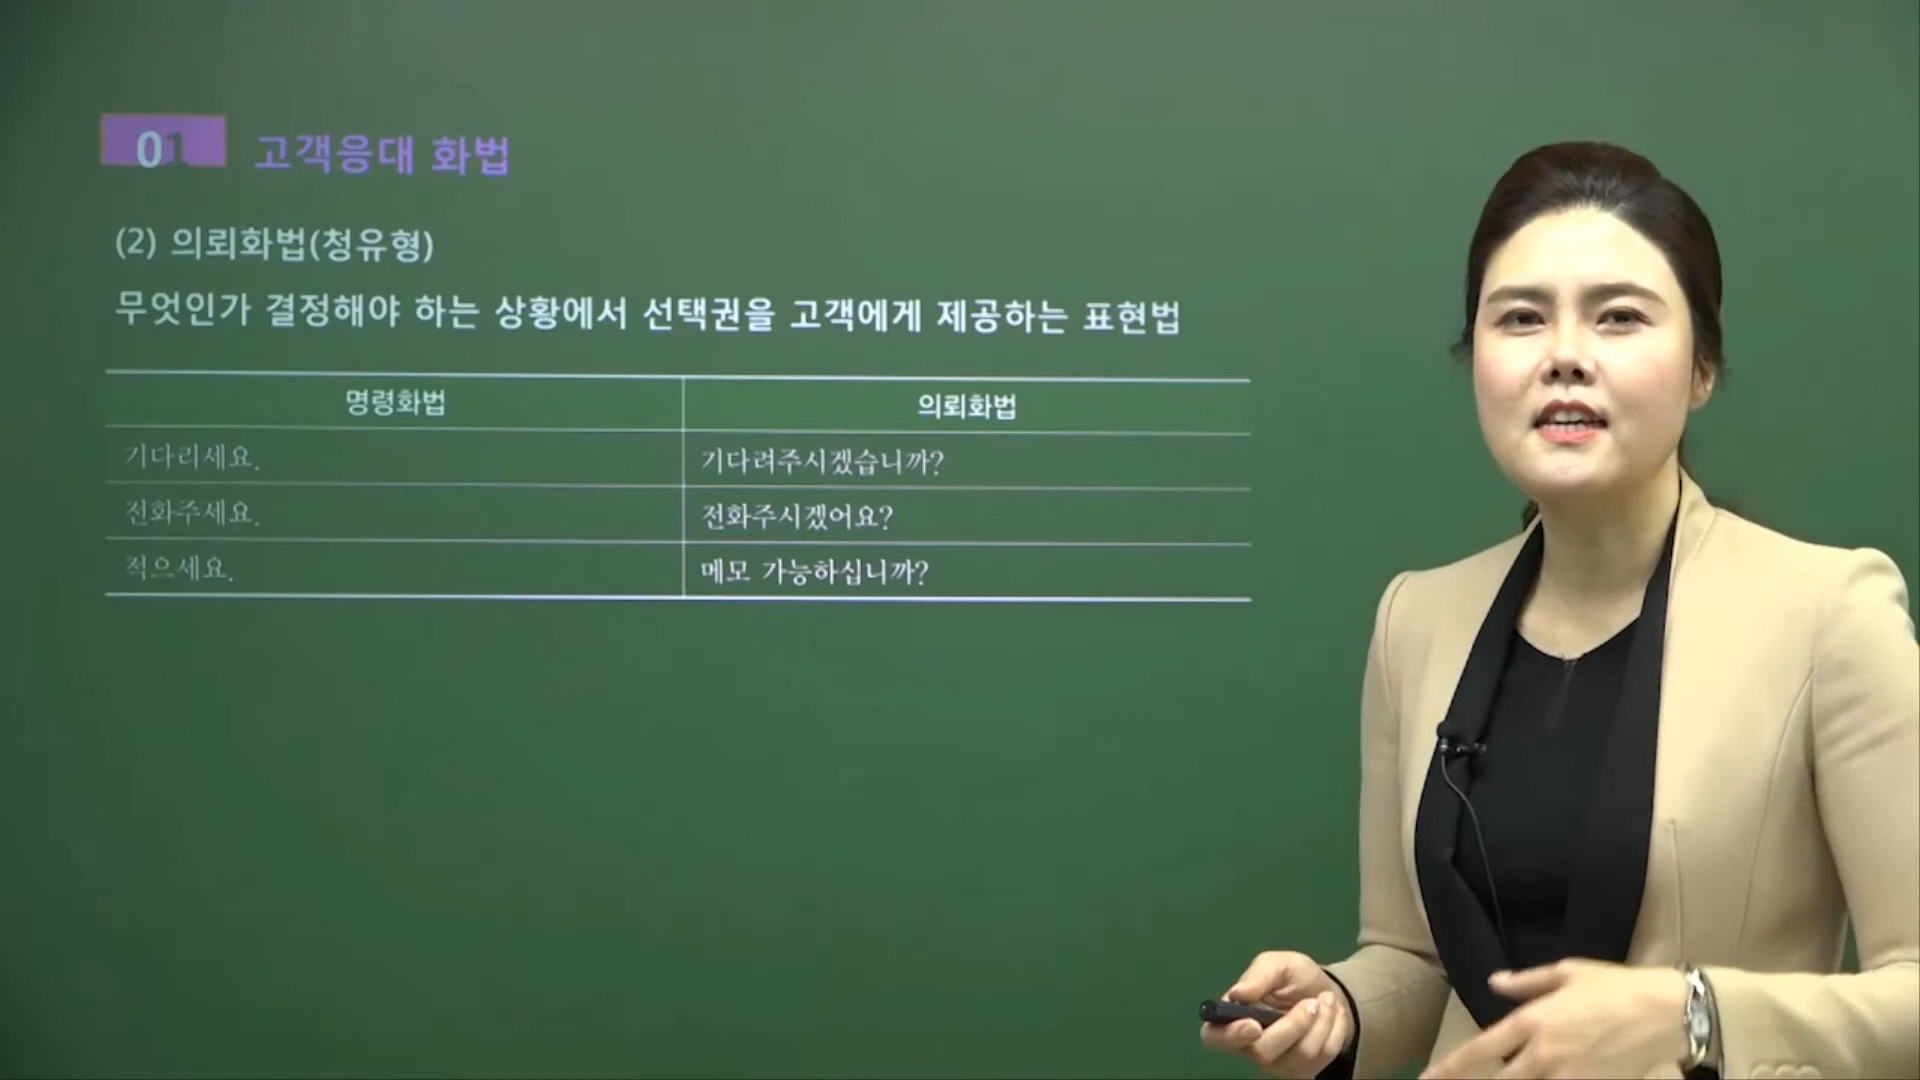 01 고객응대 화법
(2) 의뢰화법(청유형)
무엇인가 결정해야 하는 상황에서 선택권을 고객에게 제공하는 표현법
명령화법 의뢰화법
기다리세요. 기다려주시겠습니까?
전화주세요. 전화주시겠어요?
적으세요. 메모 가능하십니까?